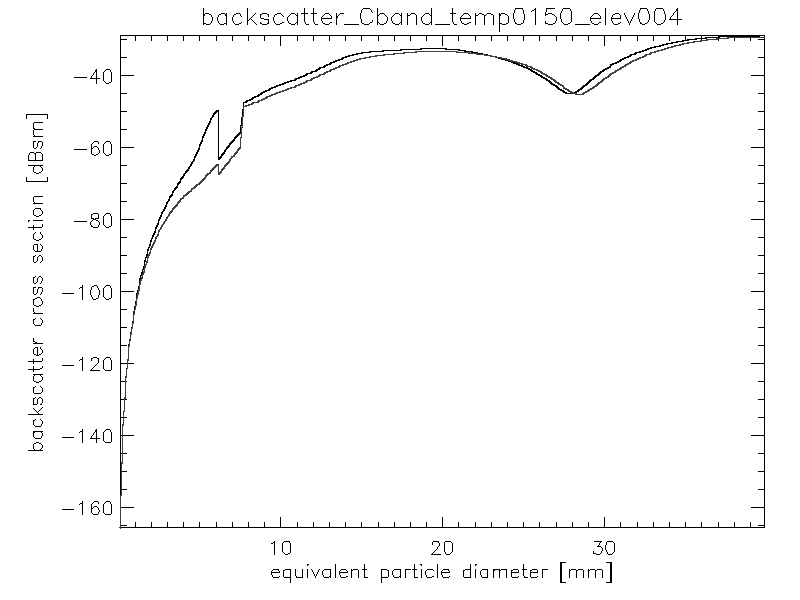 backscatter_Cband_temp0150_elev004
backscatter cross section [dBsm]
−40
−60
−80
−100
−120
−140
−160
10 20 30
equivalent particle diameter [mm]